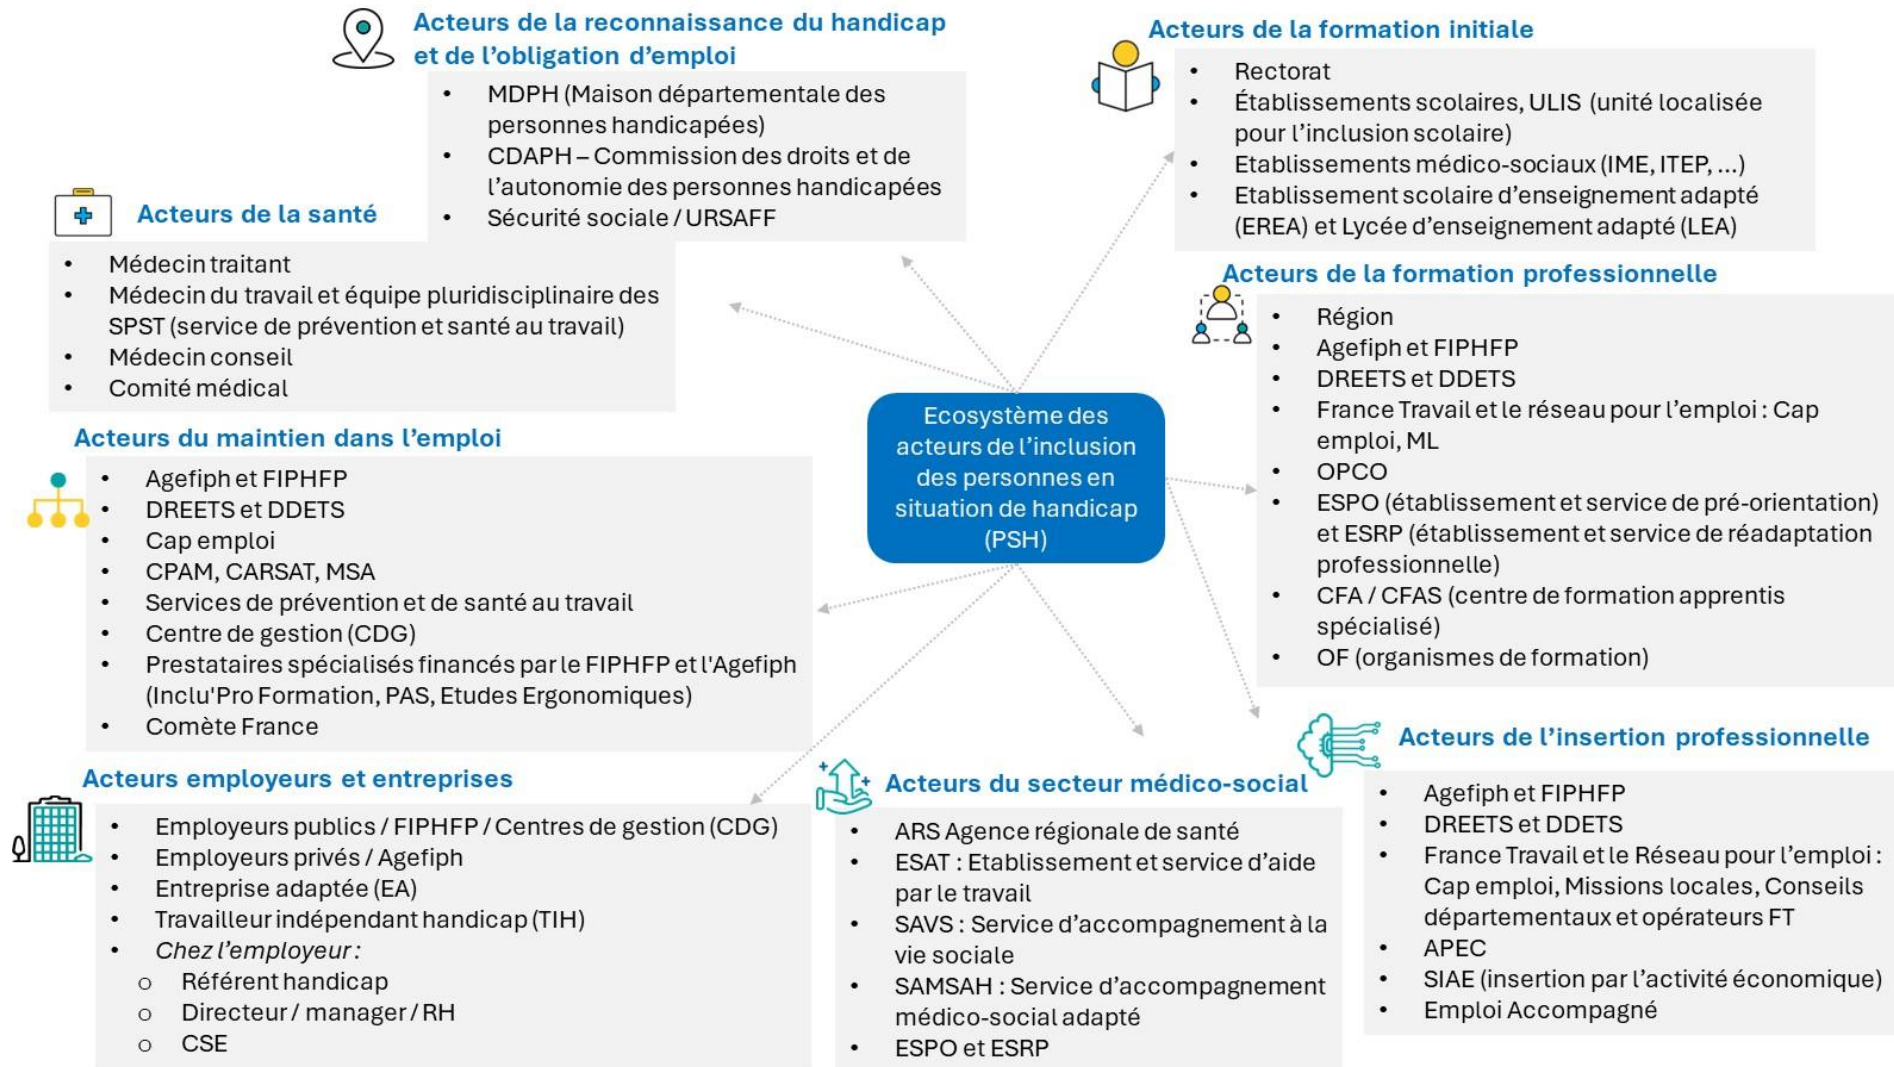 Acteurs de la reconnaissance du handicap
et de l'obligation d'emploi
• MDPH (Maison départementale des
personnes handicapées)
• CDAPH – Commission des droits et de
l'autonomie des personnes handicapées
• Sécurité sociale / URSAFF
Acteurs de la formation initiale
• Rectorat
• Établissements scolaires, ULIS (unité localisée
pour l'inclusion scolaire)
• Etablissements médico-sociaux (IME, ITEP, ...)
• Etablissement scolaire d'enseignement adapté
(EREA) et Lycée d'enseignement adapté (LEA)
Acteurs de la santé
• Médecin traitant
• Médecin du travail et équipe pluridisciplinaire des
SPST (service de prévention et santé au travail)
• Médecin conseil
• Comité médical
Acteurs de la formation professionnelle
• Région
• Agefiph et FIPHFP
• DREETS et DDETS
• France Travail et le réseau pour l'emploi : Cap
emploi, ML
• OPCO
• ESPO (établissement et service de pré-orientation)
et ESRP (établissement et service de réadaptation
professionnelle)
• CFA / CFAS (centre de formation apprentis
spécialisé)
• OF (organismes de formation)
Ecosystème des
acteurs de l'inclusion
des personnes en
situation de handicap
(PSH)
Acteurs du maintien dans l'emploi
• Agefiph et FIPHFP
• DREETS et DDETS
• Cap emploi
• CPAM, CARSAT, MSA
• Services de prévention et de santé au travail
• Centre de gestion (CDG)
• Prestataires spécialisés financés par le FIPHFP et l'Agefiph
(Inclu'Pro Formation, PAS, Etudes Ergonomiques)
• Comète France
Acteurs employeurs et entreprises
• Employeurs publics / FIPHFP / Centres de gestion (CDG)
• Employeurs privés / Agefiph
• Entreprise adaptée (EA)
• Travailleur indépendant handicap (TIH)
• Chez l'employeur :
o Référent handicap
o Directeur / manager / RH
o CSE
Acteurs du secteur médico-social
• ARS Agence régionale de santé
• ESAT : Etablissement et service d'aide
par le travail
• SAVS : Service d'accompagnement à la
vie sociale
• SAMSAH : Service d'accompagnement
médico-social adapté
• ESPO et ESRP
Acteurs de l'insertion professionnelle
• Agefiph et FIPHFP
• DREETS et DDETS
• France Travail et le Réseau pour l'emploi :
Cap emploi, Missions locales, Conseils
départementaux et opérateurs FT
• APEC
• SIAE (insertion par l'activité économique)
• Emploi Accompagné